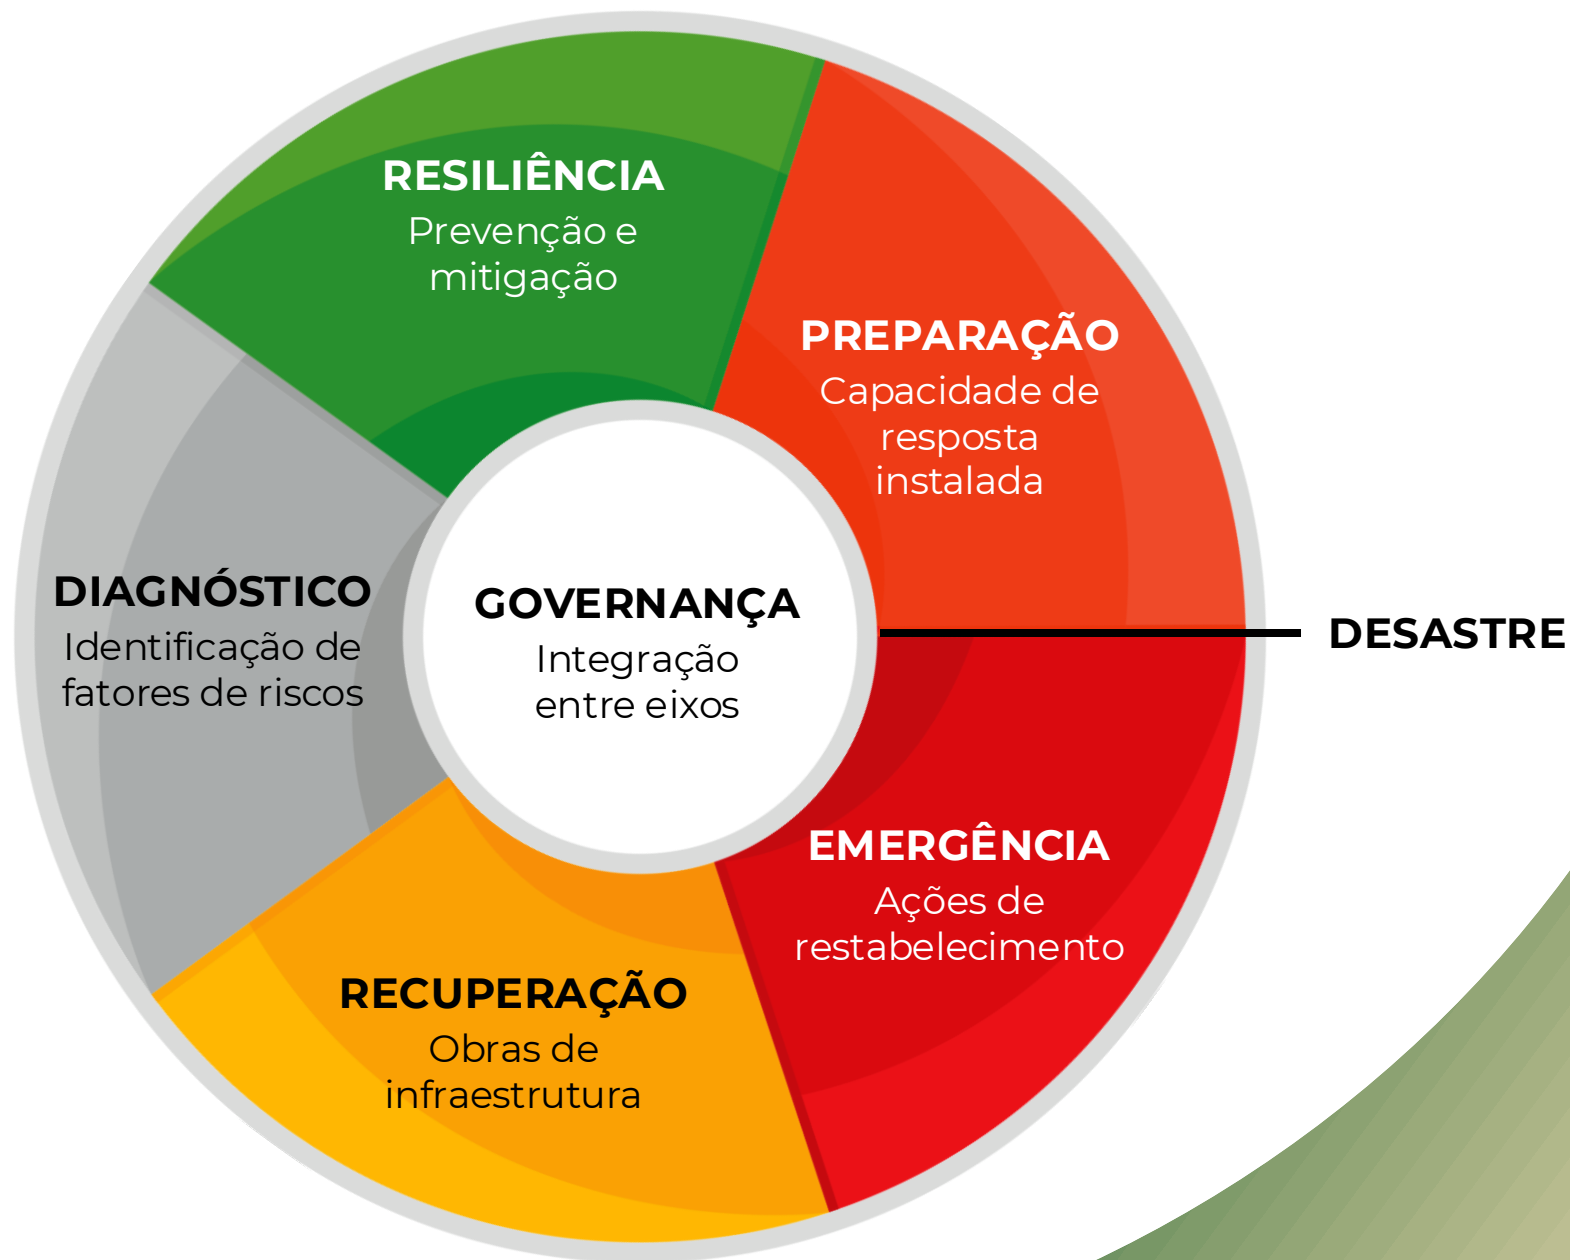 RESILIÊNCIA
Prevenção e
mitigação
PREPARAÇÃO
Capacidade de
resposta
instalada
DIAGNÓSTICO
Identificação de
fatores de riscos
GOVERNANÇA
Integração
entre eixos
DESASTRE
EMERGÊNCIA
Ações de
restabelecimento
RECUPERAÇÃO
Obras de
infraestrutura